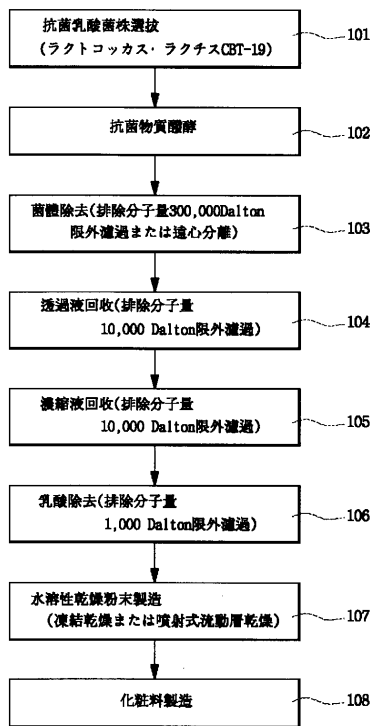 抗菌乳酸菌株選抜
(ラクトコッカス・ラクチスCBT-19)
101
抗菌物質醱酵
102
菌體除去(排除分子量300,000Dalton
限外濾過または遠心分離)
103
透過液回收(排除分子量
10,000 Dalton限外濾過)
104
濃縮液回收(排除分子量
10,000 Dalton限外濾過)
105
乳酸除去(排除分子量
1,000 Dalton限外濾過)
106
水溶性乾燥粉末製造
(凍結乾燥または噴射式流動層乾燥)
107
化粧料製造
108